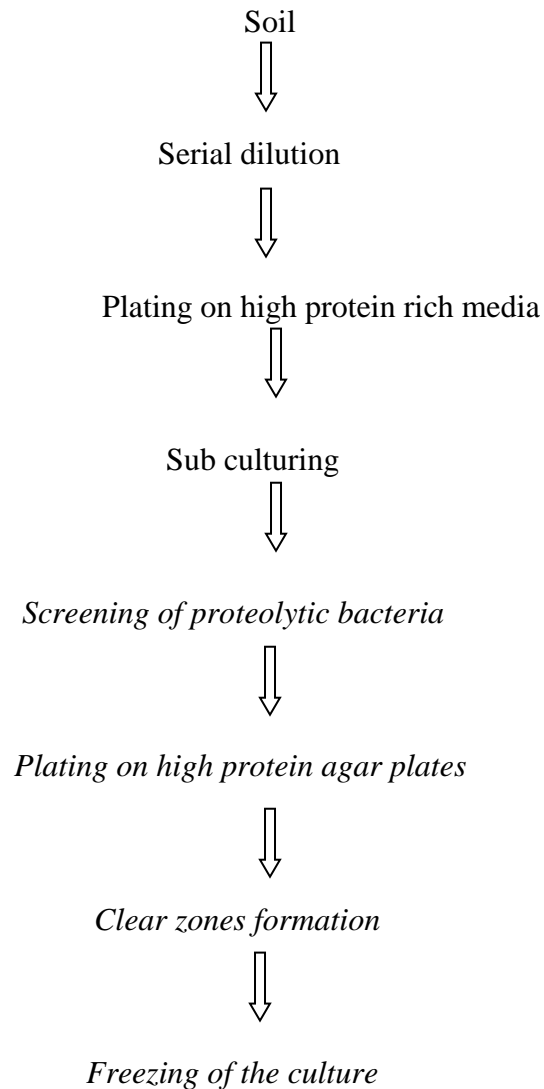 Soil
Serial dilution
Plating on high protein rich media
Sub culturing
Screening of proteolytic bacteria
Plating on high protein agar plates
Clear zones formation
Freezing of the culture